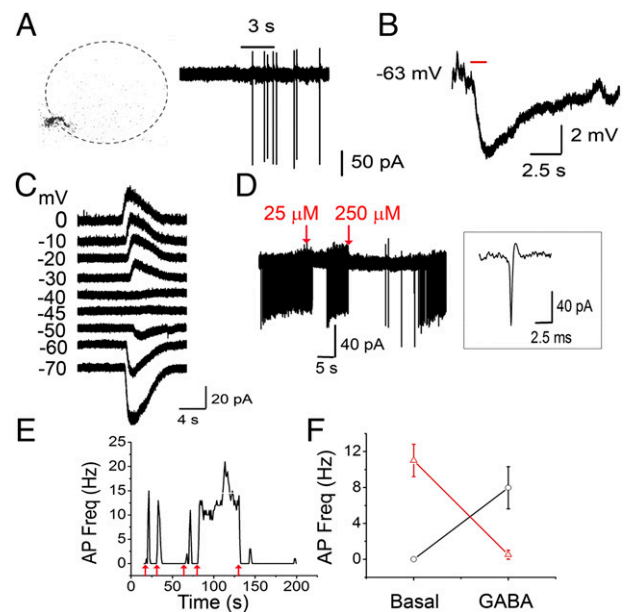 A
3 s
50 pA
B
-63 mV
2 mV
2.5 s
C
mV
0
-10
-20
-30
-40
-45
-50
-60
-70
20 pA
4 s
D
25 µM
250 µM
40 pA
5 s
40 pA
2.5 ms
E
AP Freq (Hz)
25
20
15
10
5
0
0
50
100
150
200
Time (s)
F
AP Freq (Hz)
12
8
4
0
Basal
GABA